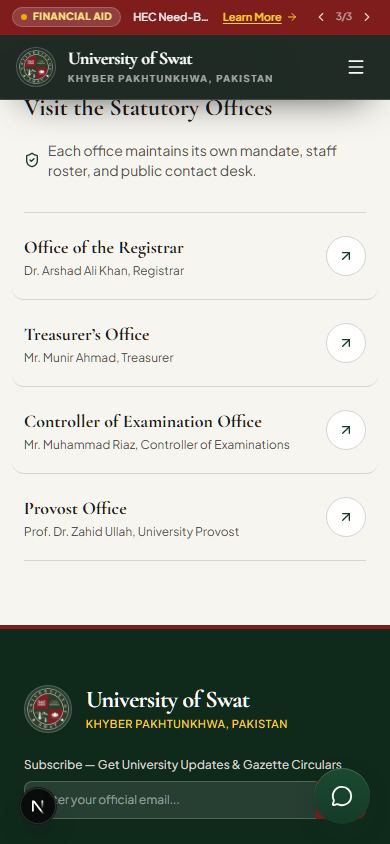 FINANCIAL AID HEC Need-B... Learn More 3/3
University of Swat
KHYBER PAKHTUNKHWA, PAKISTAN
Visit the Statutory Offices
Each office maintains its own mandate, staff
roster, and public contact desk.
Office of the Registrar
Dr. Arshad Ali Khan, Registrar
Treasurer’s Office
Mr. Munir Ahmad, Treasurer
Controller of Examination Office
Mr. Muhammad Riaz, Controller of Examinations
Provost Office
Prof. Dr. Zahid Ullah, University Provost
University of Swat
KHYBER PAKHTUNKHWA, PAKISTAN
Subscribe — Get University Updates & Gazette Circulars
N
your official email...